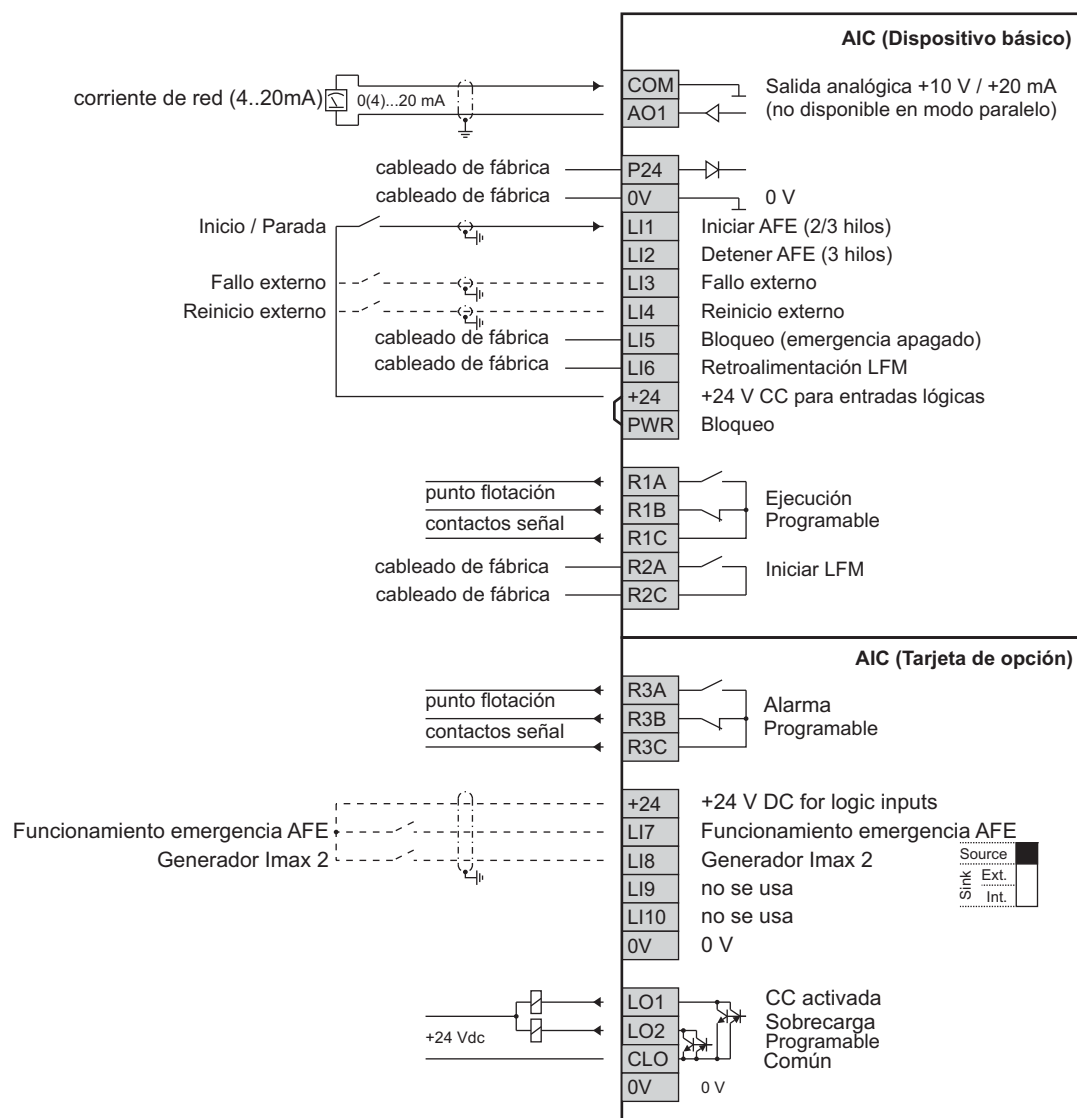 AIC (Dispositivo básico)
corriente de red (4..20mA)
0(4)...20 mA
COM
Salida analógica +10 V / +20 mA
AO1
(no disponible en modo paralelo)
cableado de fábrica
P24
cableado de fábrica
0V
0 V
Inicio / Parada
LI1
Iniciar AFE (2/3 hilos)
LI2
Detener AFE (3 hilos)
Fallo externo
LI3
Fallo externo
Reinicio externo
LI4
Reinicio externo
cableado de fábrica
LI5
Bloqueo (emergencia apagado)
cableado de fábrica
LI6
Retroalimentación LFM
+24
+24 V CC para entradas lógicas
PWR
Bloqueo
punto flotación
contactos señal
R1A
R1B
R1C
Ejecución
Programable
cableado de fábrica
R2A
Iniciar LFM
cableado de fábrica
R2C
AIC (Tarjeta de opción)
punto flotación
contactos señal
R3A
R3B
R3C
Alarma
Programable
+24
+24 V DC for logic inputs
Funcionamiento emergencia AFE
LI7
Funcionamiento emergencia AFE
Generador Imax 2
LI8
Generador Imax 2
LI9
no se usa
LI10
no se usa
0V
0 V
Source
Sink
Ext.
Int.
+24 Vdc
LO1
CC activada
LO2
Sobrecarga
Programable
CLO
Común
0V
0 V